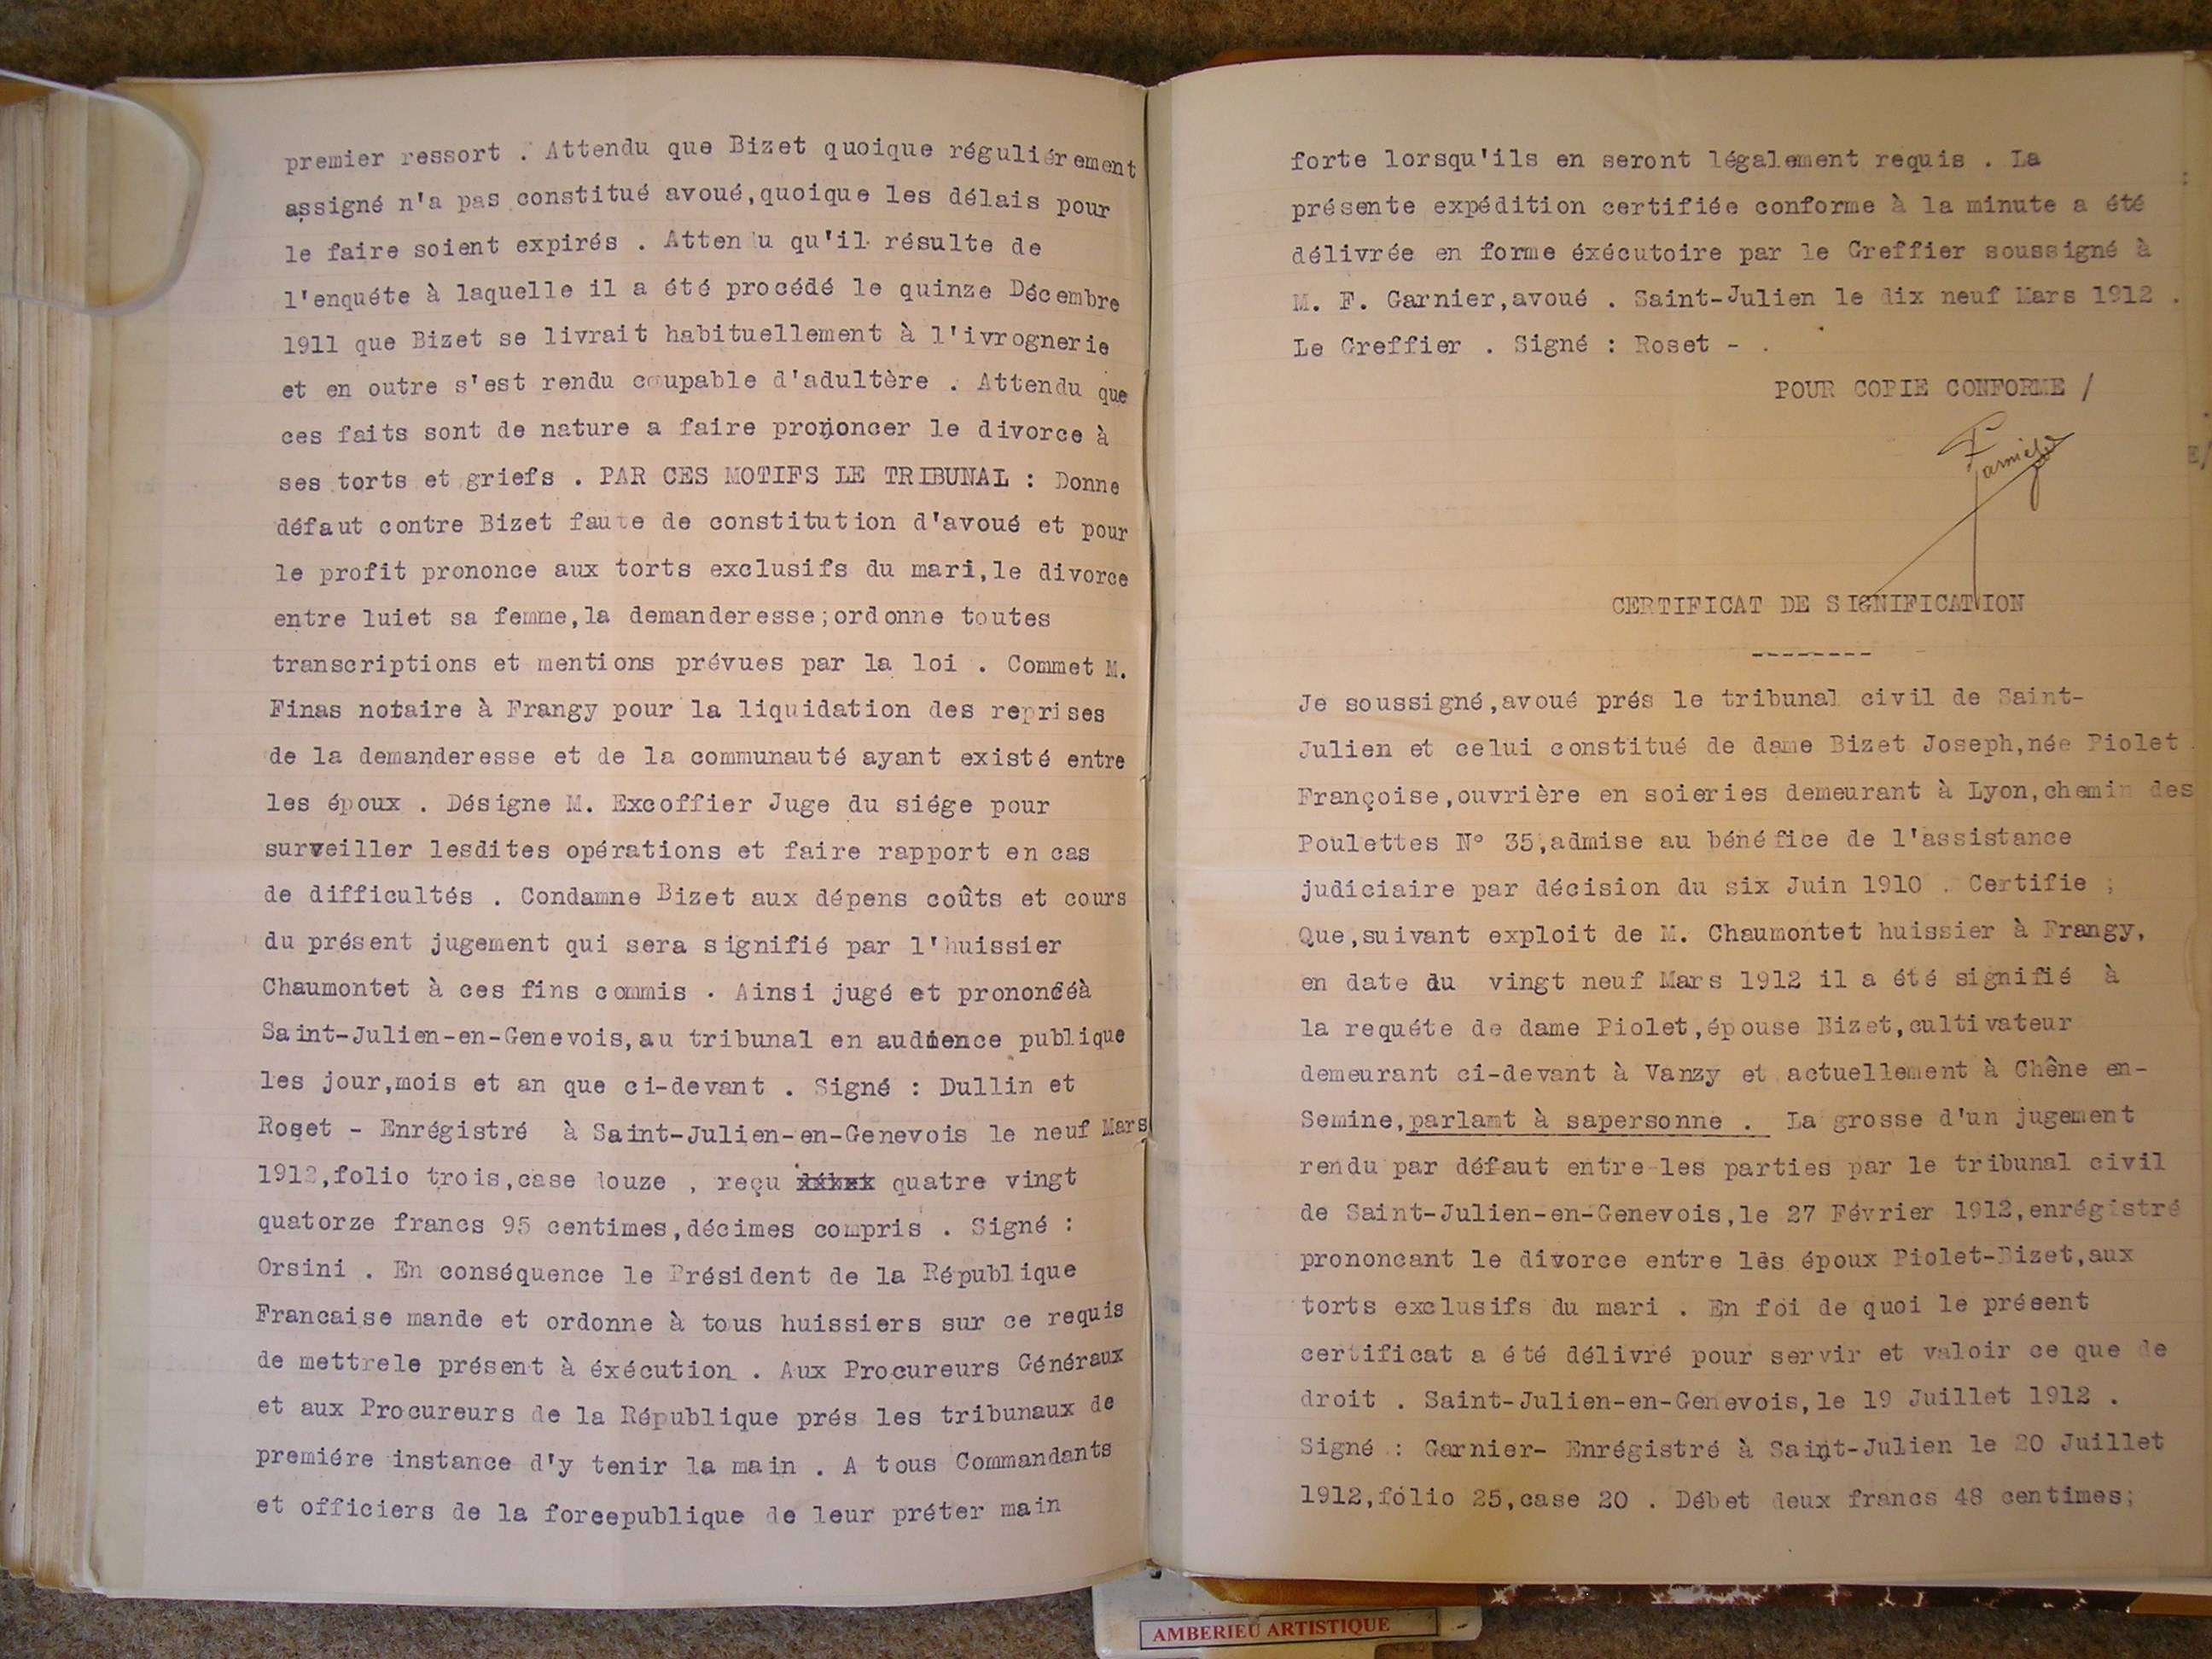 premier ressort . Attendu que Bizet quoique réguliérement
assigné n'a pas constitué avoué,quoique les délais pour
le faire soient expirés . Attendu qu'il résulte de
l'enquéte à laquelle il a été procédé le quinze Décembre
1911 que Bizet se livrait habituellement à l'ivrognerie
et en outre s'est rendu coupable d'adultère . Attendu que
ces faits sont de nature a faire prononcer le divorce à
ses torts et griefs . PAR CES MOTIFS LE TRIBUNAL : Donne
défaut contre Bizet faute de constitution d'avoué et pour
le profit prononce aux torts exclusifs du mari,le divorce
entre luiet sa femme,la demanderesse;ordonne toutes
transcriptions et mentions prévues par la loi . Commet M.
Finas notaire à Frangy pour la liquidation des reprises
de la demanderesse et de la communauté ayant existé entre
les époux . Désigne M. Excoffier Juge du siége pour
surveiller lesdites opérations et faire rapport en cas
de difficultés . Condamne Bizet aux dépens coûts et cours
du présent jugement qui sera signifié par l'huissier
Chaumontet à ces fins commis . Ainsi jugé et prononcéà
Saint-Julien-en-Genevois,au tribunal en audience publique
les jour,mois et an que ci-devant . Signé : Dullin et
Roset - Enrégistré à Saint-Julien-en-Genevois le neuf Mars
1912,folio trois,case douze , reçu quatre vingt
quatorze francs 95 centimes,décimes compris . Signé :
Orsini . En conséquence le Président de la République
Francaise mande et ordonne à tous huissiers sur ce requis
de mettrele présent à éxécution . Aux Procureurs Généraux
et aux Procureurs de la République prés les tribunaux de
premiére instance d'y tenir la main . A tous Commandants
et officiers de la forcepublique de leur préter main
forte lorsqu'ils en seront légalement requis . La
présente expédition certifiée conforme à la minute a été
délivrée en forme éxécutoire par le Greffier soussigné à
M. F. Garnier,avoué . Saint-Julien le dix neuf Mars 1912 .
Le Greffier . Signé : Roset - .
POUR COPIE CONFORME /
CERTIFICAT DE SIGNIFICATION
--------
Je soussigné,avoué prés le tribunal civil de Saint-
Julien et celui constitué de dame Bizet Joseph,née Piolet
Françoise,ouvrière en soieries demeurant à Lyon,chemin des
Poulettes N° 35,admise au bénéfice de l'assistance
judiciaire par décision du six Juin 1910 . Certifie ;
Que,suivant exploit de M. Chaumontet huissier à Frangy,
en date du vingt neuf Mars 1912 il a été signifié à
la requéte de dame Piolet,épouse Bizet,cultivateur
demeurant ci-devant à Vanzy et actuellement à Chêne en-
Semine,parlamt à sapersonne . La grosse d'un jugement
rendu par défaut entre-les parties par le tribunal civil
de Saint-Julien-en-Genevois,le 27 Février 1912,enrégistré
prononcant le divorce entre lès époux Piolet-Bizet,aux
torts exclusifs du mari . En foi de quoi le préeent
certificat a été délivré pour servir et valoir ce que de
droit . Saint-Julien-en-Genevois,le 19 Juillet 1912 .
Signé : Garnier- Enrégistré à Saint-Julien le 20 Juillet
1912,folio 25,case 20 . Débet deux francs 48 centimes;
AMBERIEU ARTISTIQUE